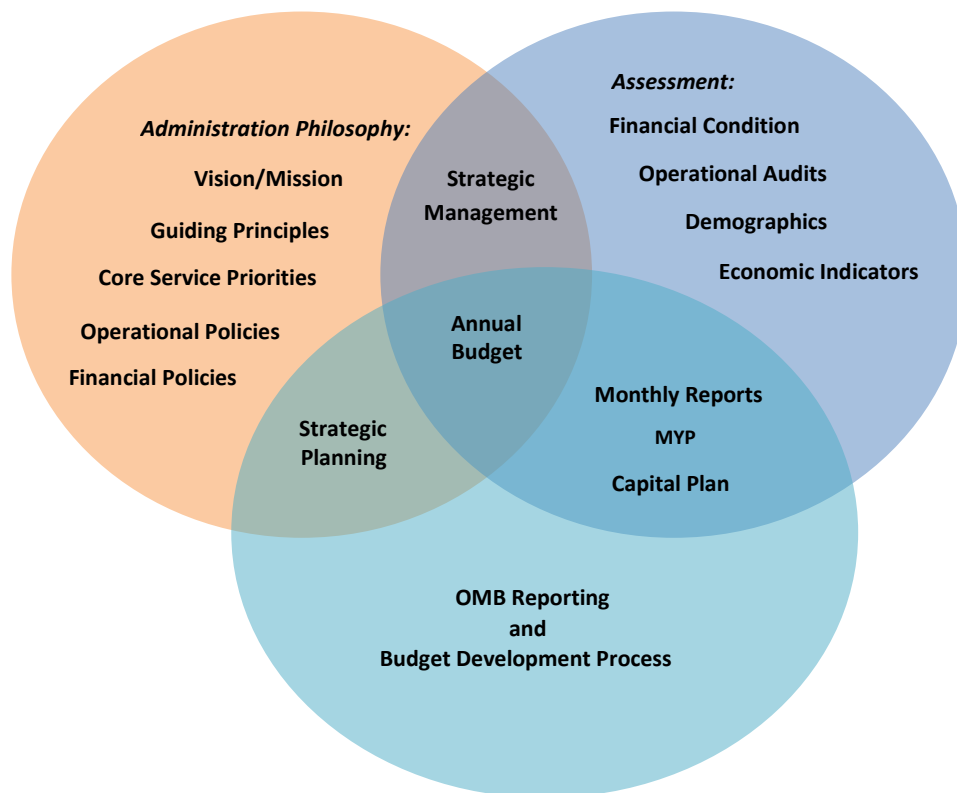 Administration Philosophy:
Vision/Mission
Guiding Principles
Core Service Priorities
Operational Policies
Financial Policies
Strategic
Management
Assessment:
Financial Condition
Operational Audits
Demographics
Economic Indicators
Annual
Budget
Strategic
Planning
Monthly Reports
MYP
Capital Plan
OMB Reporting
and
Budget Development Process